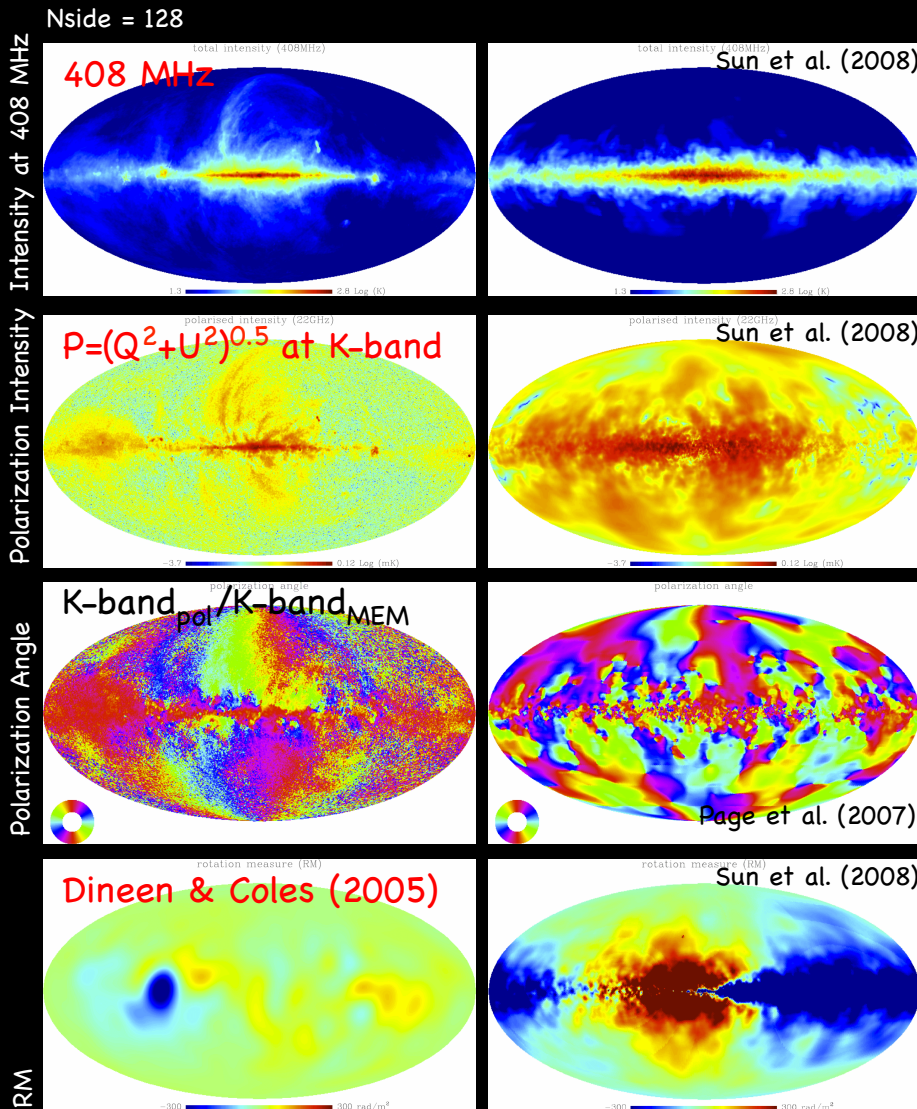 Nside = 128
Intensity at 408 MHz
total intensity (408MHz)
408 MHz
1.3
2.8 Log (K)
total intensity (408MHz)
Sun et al. (2008)
1.3
2.8 Log (K)
Polarization Intensity
polarised intensity (22GHz)
P=(Q²+U²)⁰·⁵ at K-band
-3.7
0.12 Log (mK)
polarised intensity (22GHz)
Sun et al. (2008)
-3.7
0.12 Log (mK)
Polarization Angle
polarization angle
K-bandpol/K-bandMEM
polarization angle
Page et al. (2007)
RM
rotation measure (RM)
Dineen & Coles (2005)
-300
300 rad/m²
rotation measure (RM)
Sun et al. (2008)
-300
300 rad/m²